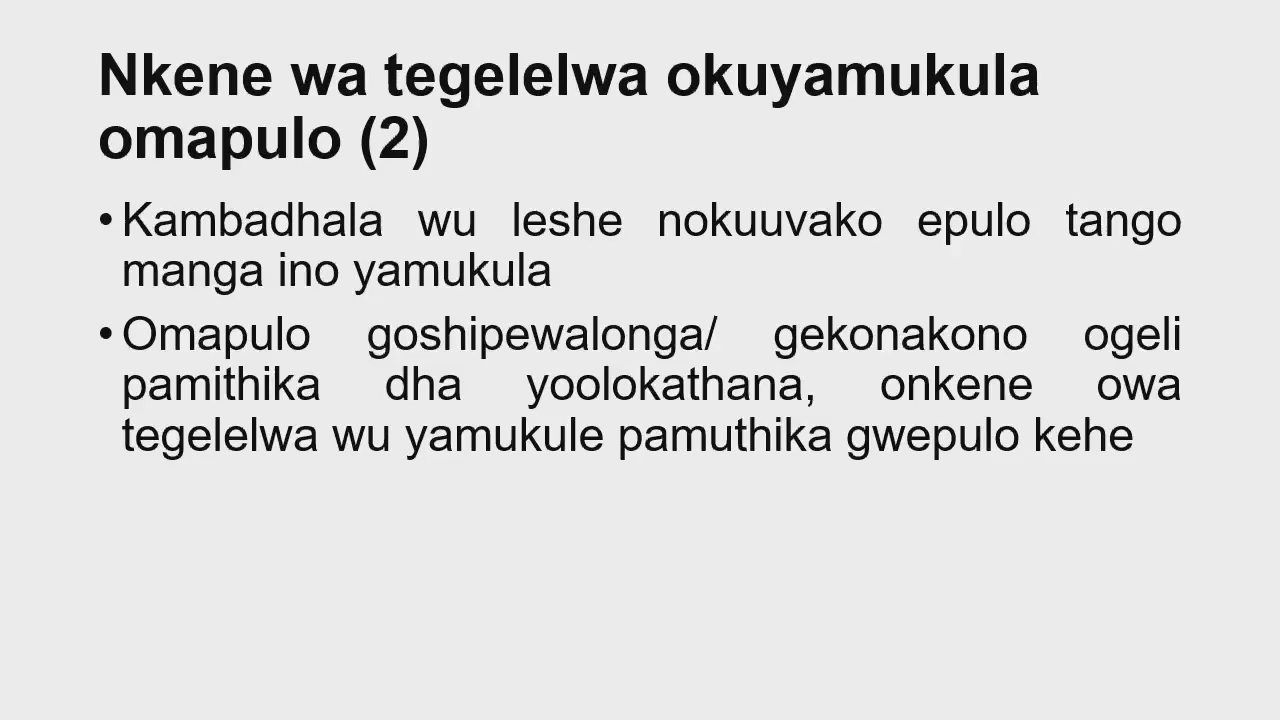 Nkene wa tegelelwa okuyamukula
omapulo (2)
• Kambadhala wu leshe nokuuvako epulo tango
manga ino yamukula
• Omapulo goshipewalonga/ gekonakono ogeli
pamithika dha yoolokathana, onkene owa
tegelelwa wu yamukule pamuthika gwepulo kehe